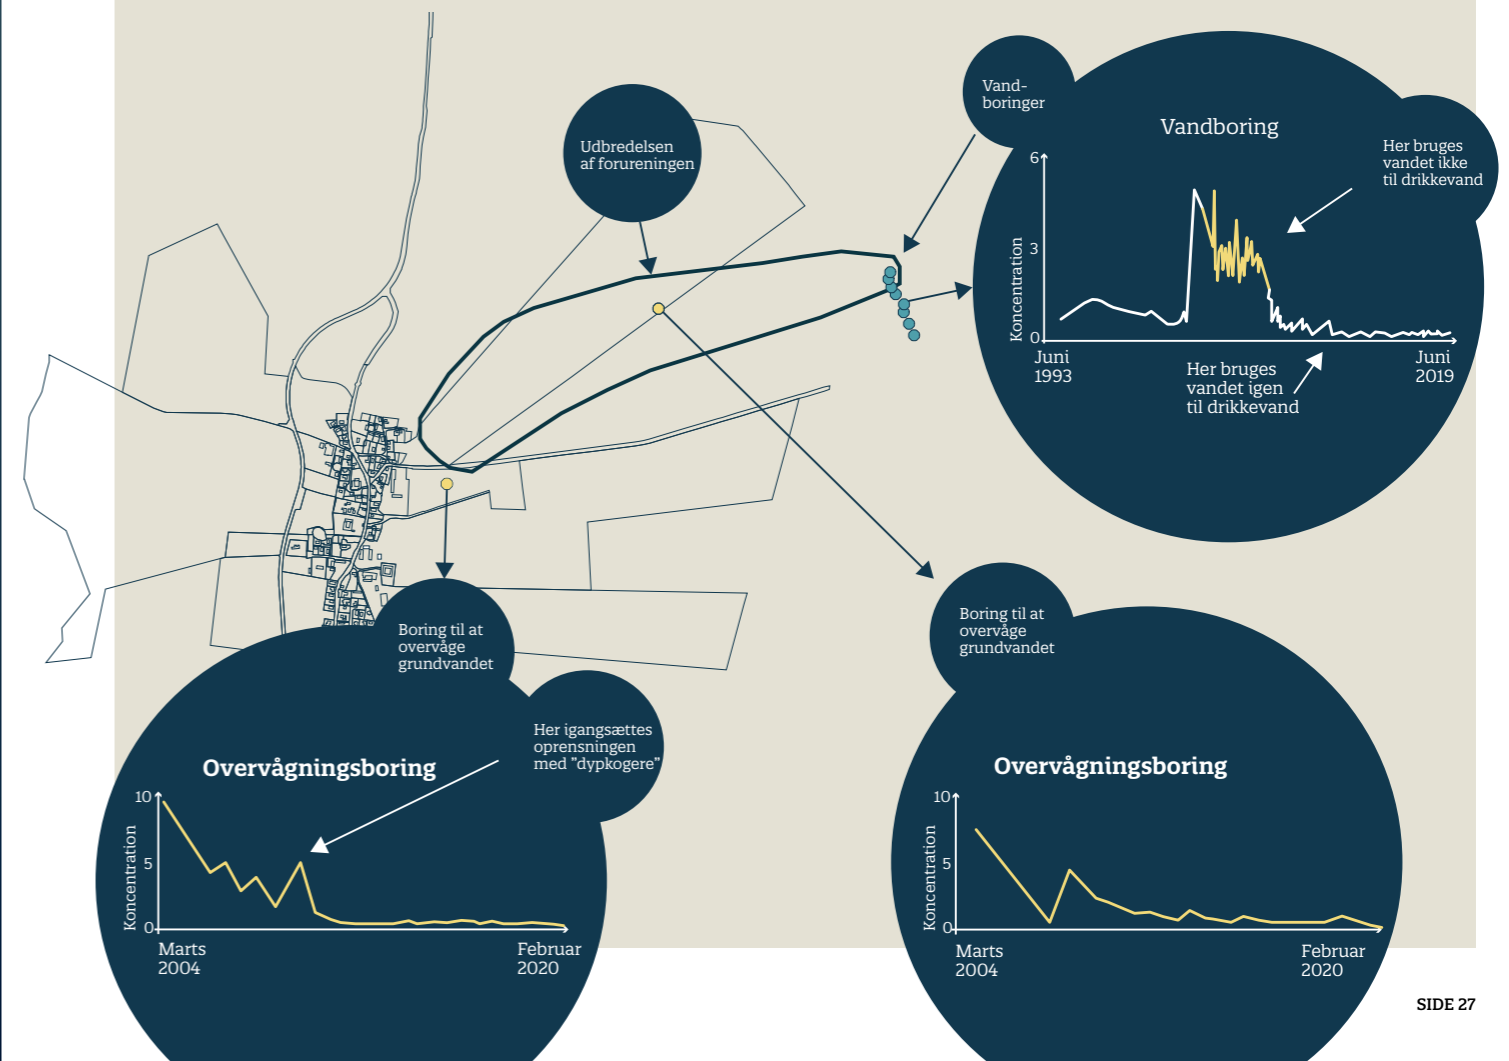 Udbredelsen
af forureningen
Vand-
boringer
Vandboring
Her bruges
vandet ikke
til drikkevand
6
3
0
Koncentration
Juni
1993
Juni
2019
Her bruges
vandet igen
til drikkevand
Boring til at
overvåge
grundvandet
Her igangsættes
oprensningen
med ”dypkogere”
Overvågningsboring
10
5
0
Koncentration
Marts
2004
Februar
2020
Boring til at
overvåge
grundvandet
Overvågningsboring
10
5
0
Koncentration
Marts
2004
Februar
2020
SIDE 27